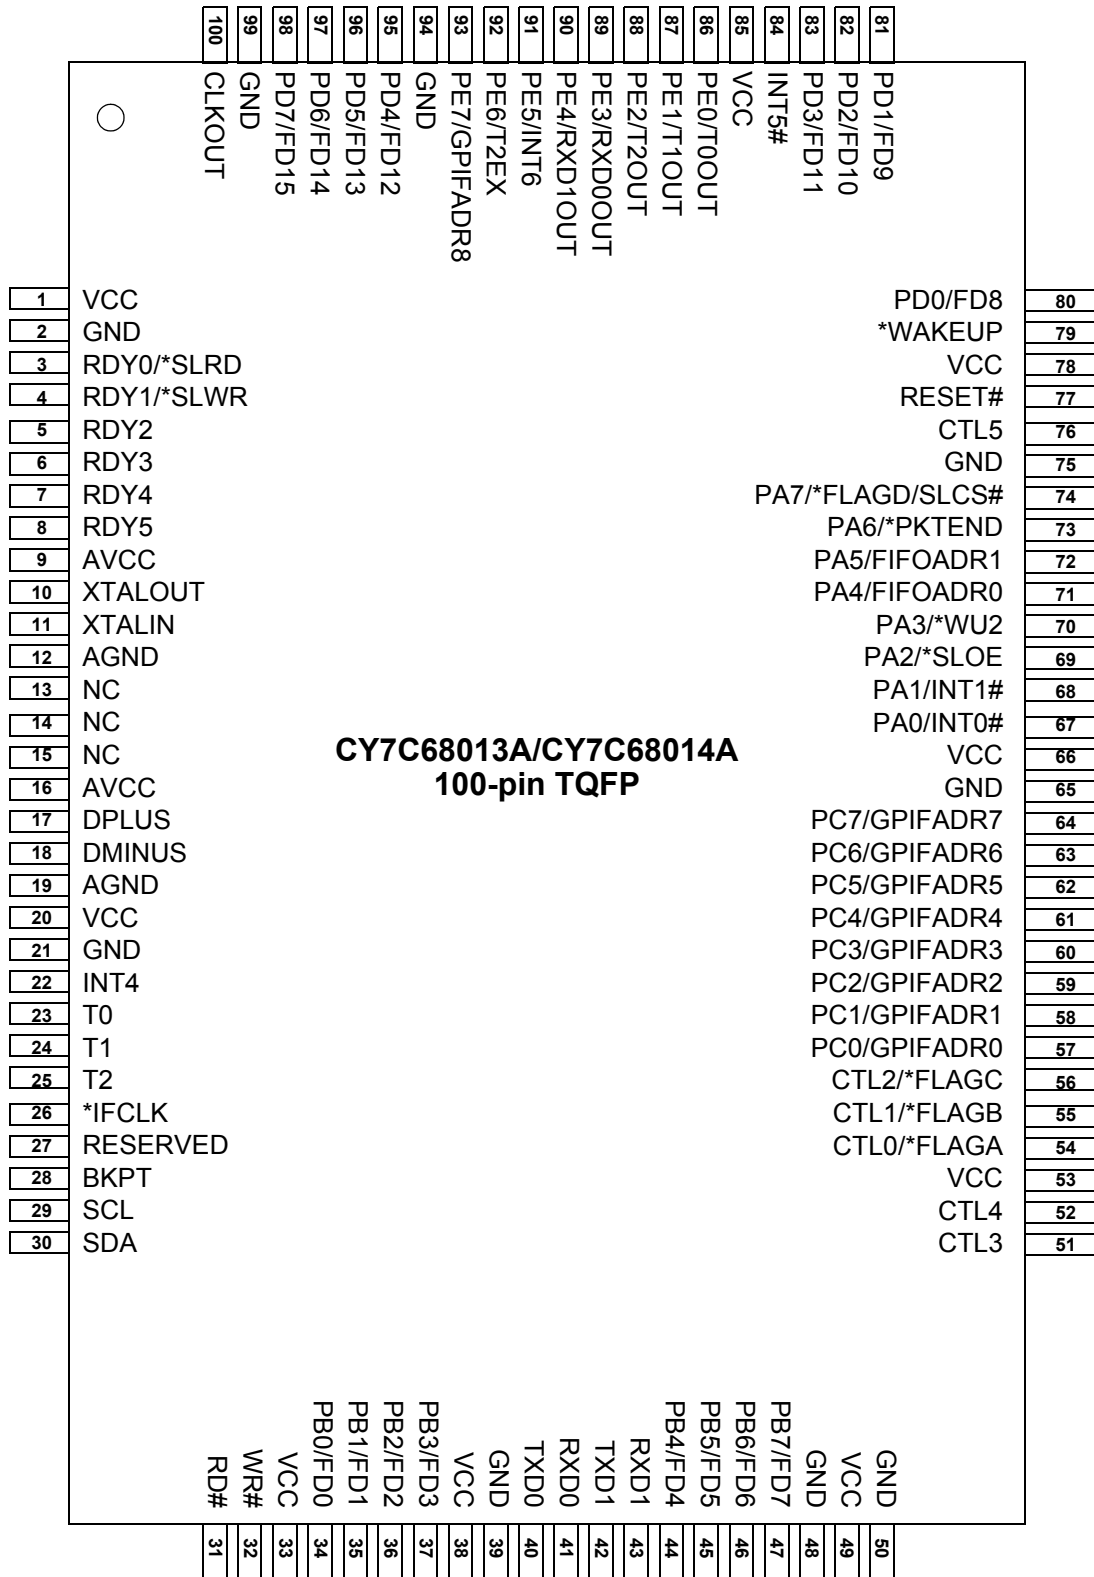 100 99 98 97 96 95 94 93 92 91 90 89 88 87 86 85 84 83 82 81
CLKOUT
GND
PD7/FD15
PD6/FD14
PD5/FD13
PD4/FD12
GND
PE7/GPIFADR8
PE6/T2EX
PE5/INT6
PE4/RXD1OUT
PE3/RXD0OUT
PE2/T2OUT
PE1/T1OUT
PE0/T0OUT
VCC
INT5#
PD3/FD11
PD2/FD10
PD1/FD9
1 VCC
2 GND
3 RDY0/*SLRD
4 RDY1/*SLWR
5 RDY2
6 RDY3
7 RDY4
8 RDY5
9 AVCC
10 XTALOUT
11 XTALIN
12 AGND
13 NC
14 NC
15 NC
16 AVCC
17 DPLUS
18 DMINUS
19 AGND
20 VCC
21 GND
22 INT4
23 T0
24 T1
25 T2
26 *IFCLK
27 RESERVED
28 BKPT
29 SCL
30 SDA
CY7C68013A/CY7C68014A
100-pin TQFP
PD0/FD8 80
*WAKEUP 79
VCC 78
RESET# 77
CTL5 76
GND 75
PA7/*FLAGD/SLCS# 74
PA6/*PKTEND 73
PA5/FIFOADR1 72
PA4/FIFOADR0 71
PA3/*WU2 70
PA2/*SLOE 69
PA1/INT1# 68
PA0/INT0# 67
VCC 66
GND 65
PC7/GPIFADR7 64
PC6/GPIFADR6 63
PC5/GPIFADR5 62
PC4/GPIFADR4 61
PC3/GPIFADR3 60
PC2/GPIFADR2 59
PC1/GPIFADR1 58
PC0/GPIFADR0 57
CTL2/*FLAGC 56
CTL1/*FLAGB 55
CTL0/*FLAGA 54
VCC 53
CTL4 52
CTL3 51
RD#
WR#
VCC
PB0/FD0
PB1/FD1
PB2/FD2
PB3/FD3
VCC
GND
TXD0
RXD0
TXD1
RXD1
PB4/FD4
PB5/FD5
PB6/FD6
PB7/FD7
GND
VCC
GND
31 32 33 34 35 36 37 38 39 40 41 42 43 44 45 46 47 48 49 50